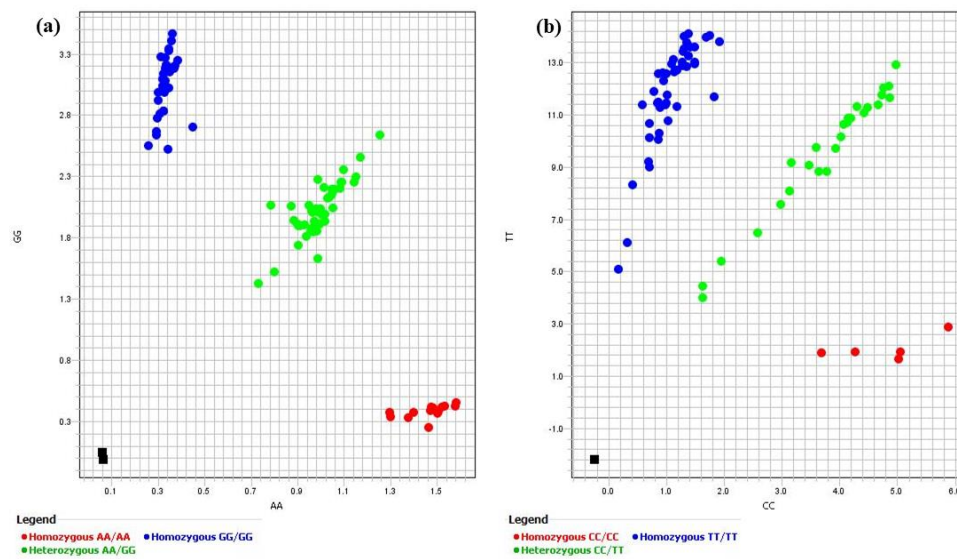 (a)
3.3
2.8
2.3
1.8
1.3
0.8
0.3
GG
0.1 0.3 0.5 0.7 0.9 1.1 1.3 1.5
AA
Legend
Homozygous AA/AA Homozygous GG/GG
Heterozygous AA/GG
(b)
13.0
11.0
9.0
7.0
5.0
3.0
1.0
-1.0
TT
0.0 1.0 2.0 3.0 4.0 5.0 6.0
CC
Legend
Homozygous CC/CC Homozygous TT/TT
Heterozygous CC/TT